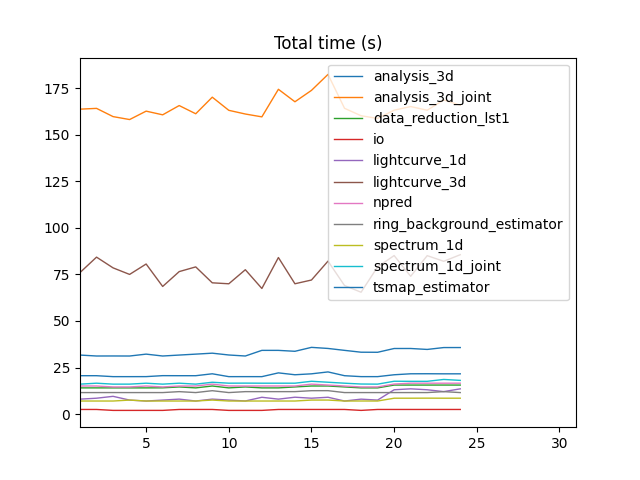 Total time (s)
175
150
125
100
75
50
25
0
5
10
15
20
25
30
analysis_3d
analysis_3d_joint
data_reduction_lst1
io
lightcurve_1d
lightcurve_3d
npred
ring_background_estimator
spectrum_1d
spectrum_1d_joint
tsmap_estimator